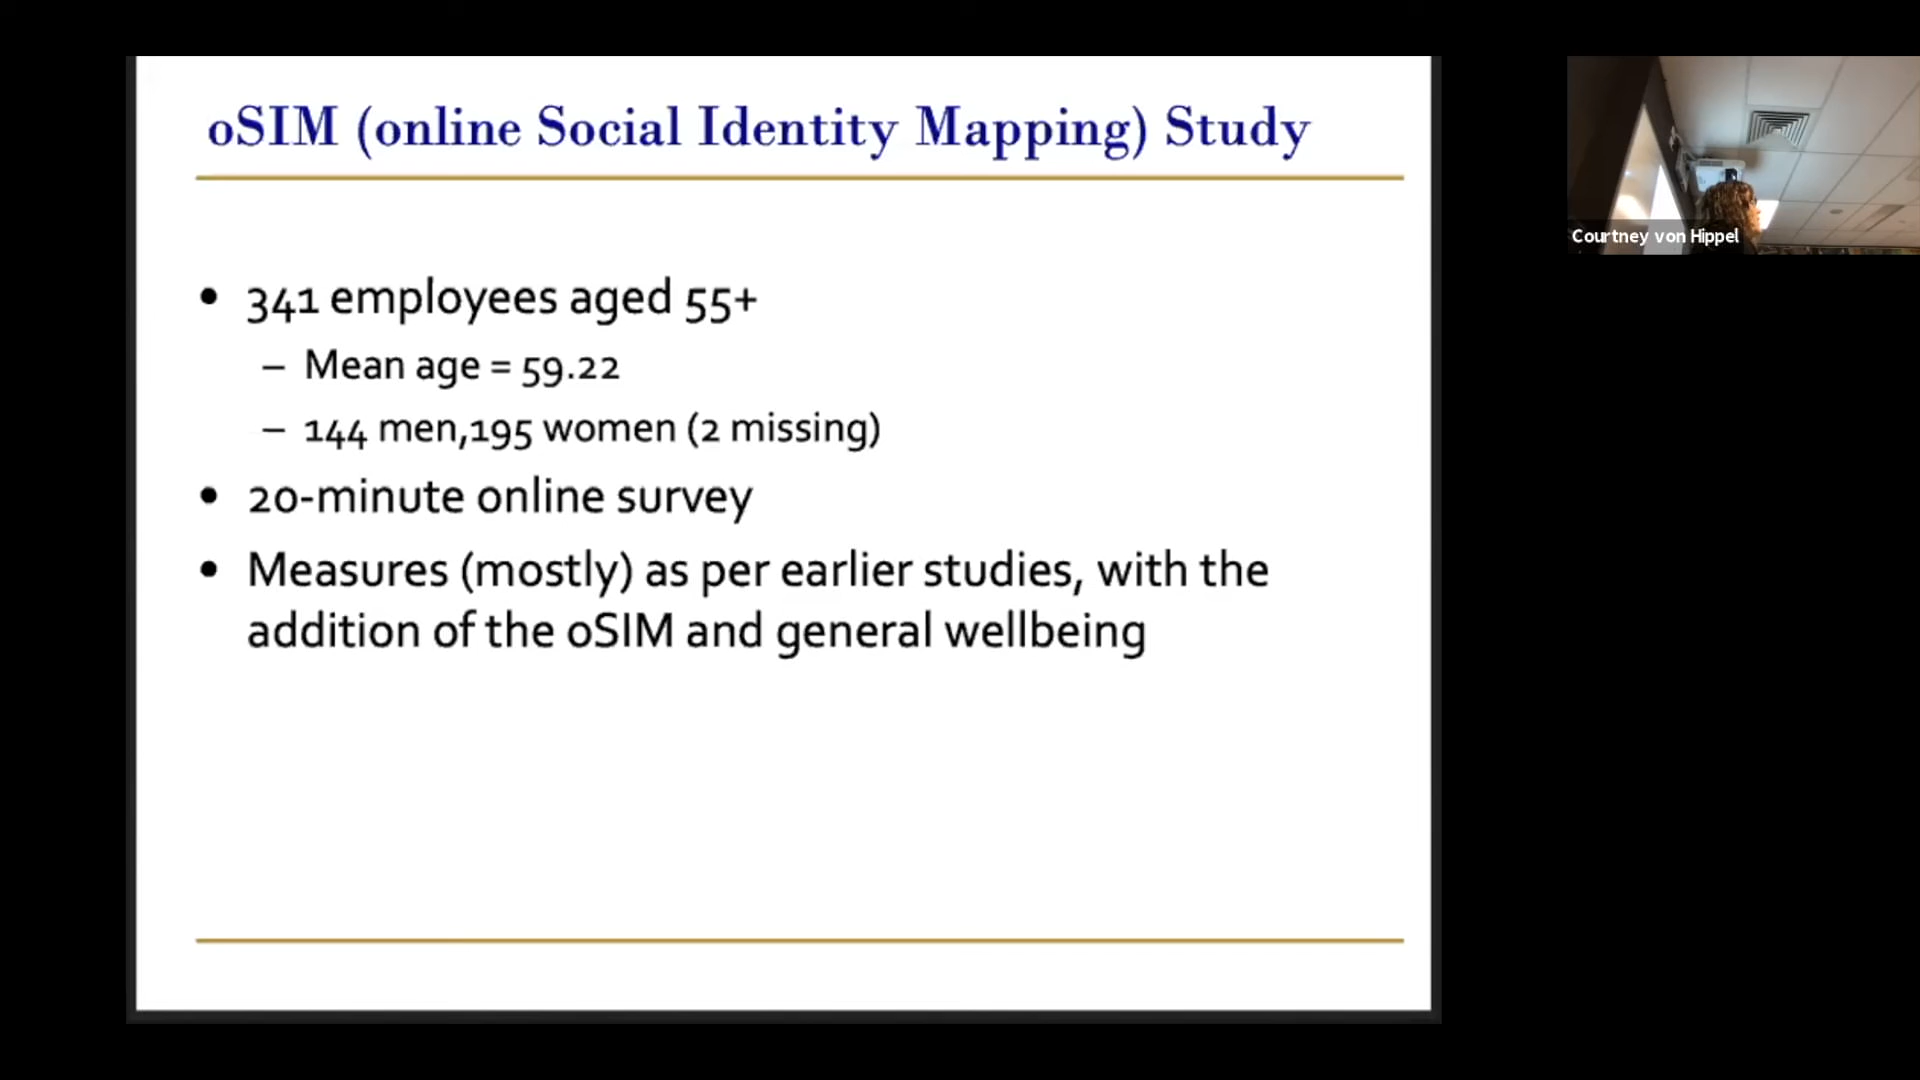 oSIM (online Social Identity Mapping) Study
• 341 employees aged 55+
– Mean age = 59.22
– 144 men,195 women (2 missing)
• 20-minute online survey
• Measures (mostly) as per earlier studies, with the
addition of the oSIM and general wellbeing
Courtney von Hippel